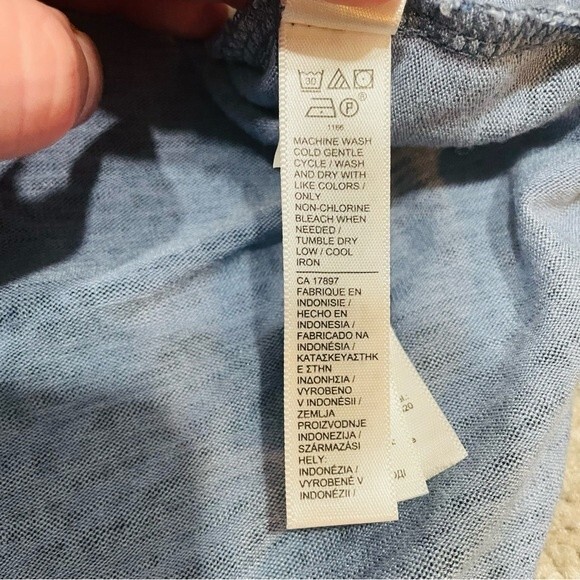 30
P®
1166
MACHINE WASH
COLD GENTLE
CYCLE / WASH
AND DRY WITH
LIKE COLORS /
ONLY
NON-CHLORINE
BLEACH WHEN
NEEDED /
TUMBLE DRY
LOW / COOL
IRON
CA 17897
FABRIQUE EN
INDONISIE /
HECHO EN
INDONESIA /
FABRICADO NA
INDONÉSIA /
ΚΑΤΑΣΚΕΥΑΣΤΗΚ
Ε ΣΤΗΝ
ΙΝΔΟΝΗΣΙΑ /
VYROBENO
V INDONÉSII /
ZEMLJA
PROIZVODNJE
INDONEZIJA /
SZÁRMAZÁSI
HELY:
INDONÉZIA /
VYROBENÉ V
INDONÉZII /